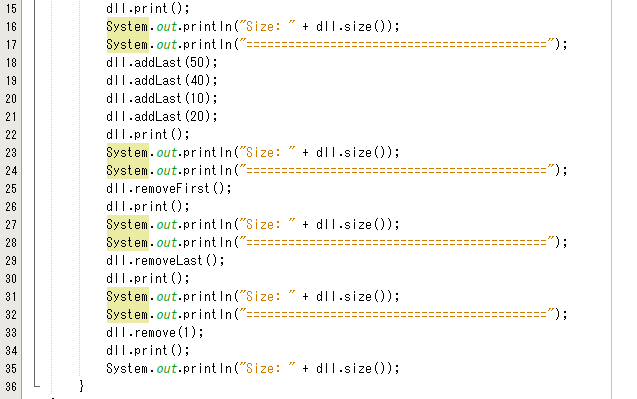 15 dll.print();
16 System.out.println("Size: " + dll.size());
17 System.out.println("===========================================");
18 dll.addLast(50);
19 dll.addLast(40);
20 dll.addLast(10);
21 dll.addLast(20);
22 dll.print();
23 System.out.println("Size: " + dll.size());
24 System.out.println("===========================================");
25 dll.removeFirst();
26 dll.print();
27 System.out.println("Size: " + dll.size());
28 System.out.println("===========================================");
29 dll.removeLast();
30 dll.print();
31 System.out.println("Size: " + dll.size());
32 System.out.println("===========================================");
33 dll.remove(1);
34 dll.print();
35 System.out.println("Size: " + dll.size());
36 }